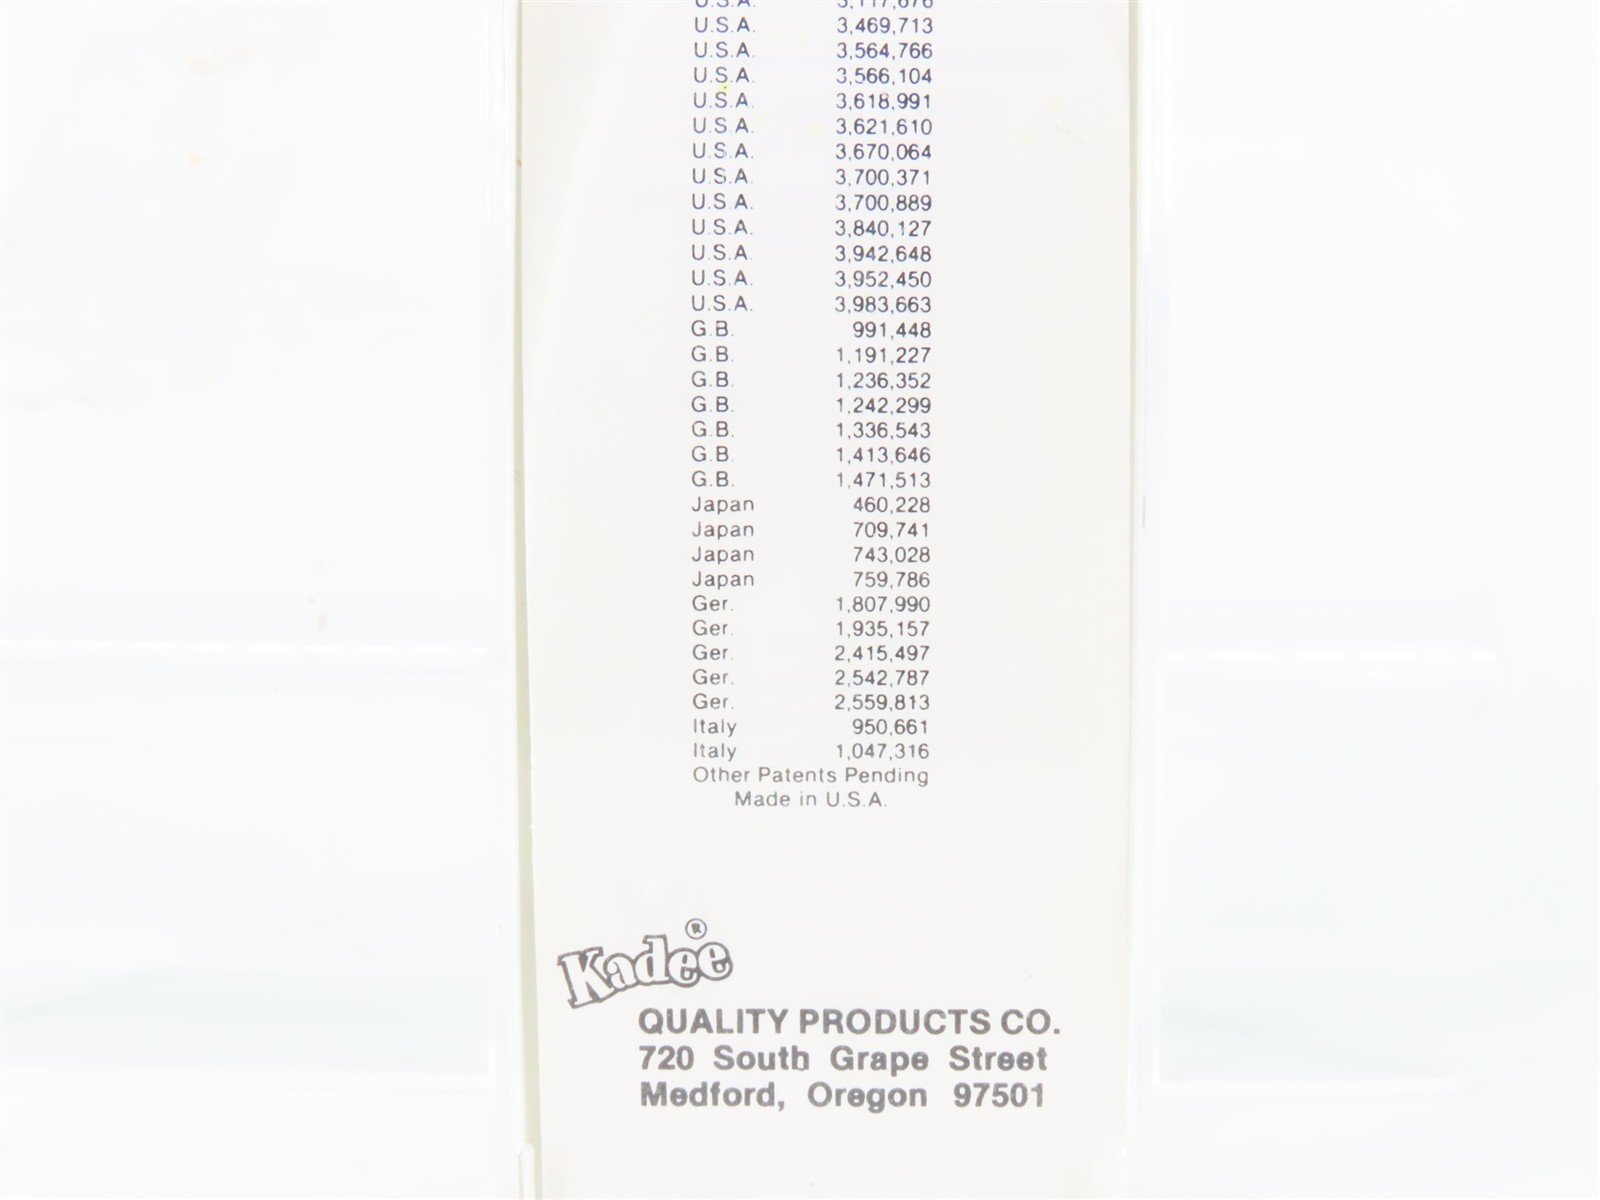 U.S.A. 3,117,676
U.S.A. 3,469,713
U.S.A. 3,564,766
U.S.A. 3,566,104
U.S.A. 3,618,991
U.S.A. 3,621,610
U.S.A. 3,670,064
U.S.A. 3,700,371
U.S.A. 3,700,889
U.S.A. 3,840,127
U.S.A. 3,942,648
U.S.A. 3,952,450
U.S.A. 3,983,663
G.B. 991,448
G.B. 1,191,227
G.B. 1,236,352
G.B. 1,242,299
G.B. 1,336,543
G.B. 1,413,646
G.B. 1,471,513
Japan 460,228
Japan 709,741
Japan 743,028
Japan 759,786
Ger. 1,807,990
Ger. 1,935,157
Ger. 2,415,497
Ger. 2,542,787
Ger. 2,559,813
Italy 950,661
Italy 1,047,316
Other Patents Pending
Made in U.S.A.
Kadee®
QUALITY PRODUCTS CO.
720 South Grape Street
Medford, Oregon 97501